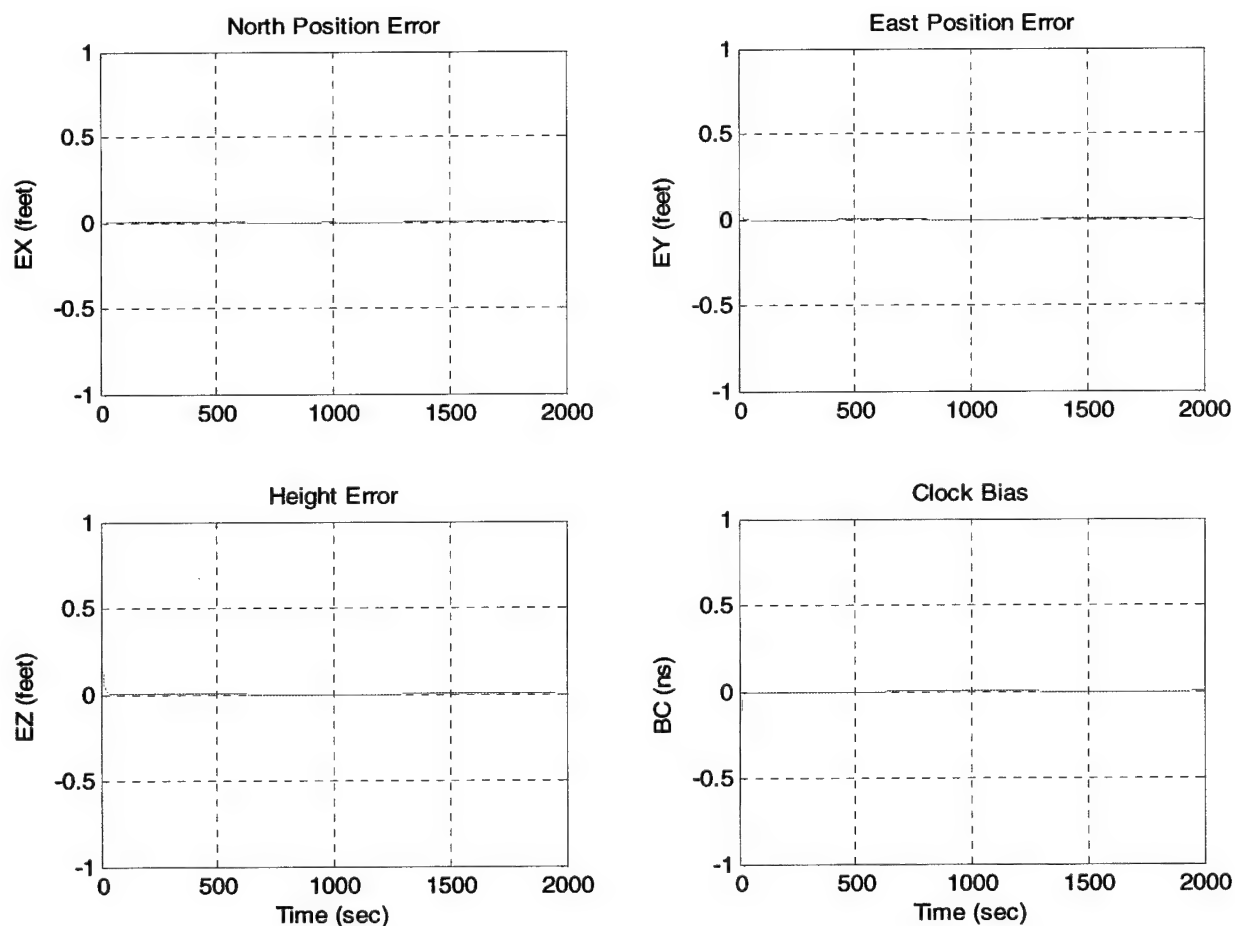 North Position Error
1
0.5
0
-0.5
-1
EX (feet)
0 500 1000 1500 2000
East Position Error
1
0.5
0
-0.5
-1
EY (feet)
0 500 1000 1500 2000
Height Error
1
0.5
0
-0.5
-1
EZ (feet)
0 500 1000 1500 2000
Time (sec)
Clock Bias
1
0.5
0
-0.5
-1
BC (ns)
0 500 1000 1500 2000
Time (sec)